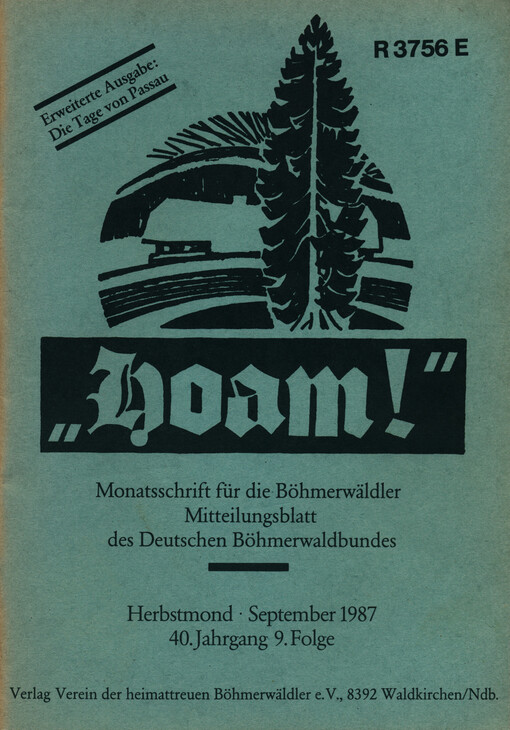 R 3756 E
Erweiterte Ausgabe:
Die Tage von Passau
„Hoam!“
Monatsschrift für die Böhmerwäldler
Mitteilungsblatt
des Deutschen Böhmerwaldbundes
Herbstmond · September 1987
40. Jahrgang 9. Folge
Verlag Verein der heimattreuen Böhmerwäldler e.V., 8392 Waldkirchen/Ndb.